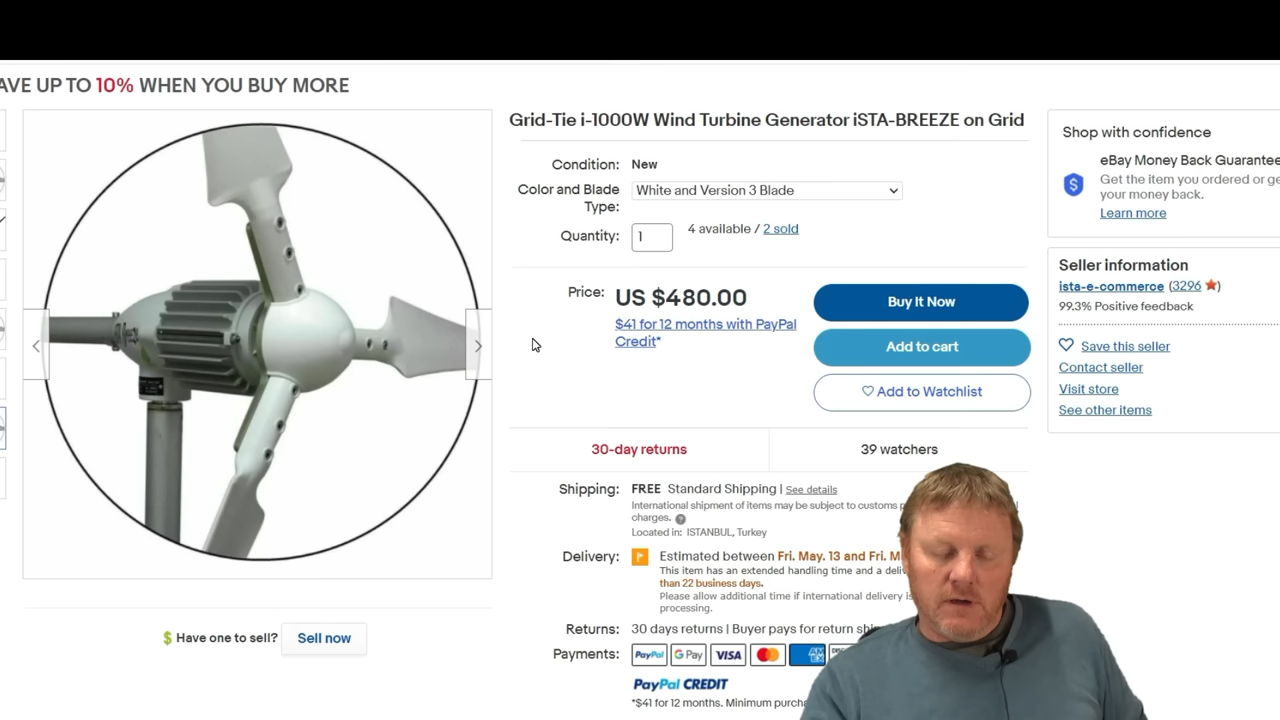 AVE UP TO 10% WHEN YOU BUY MORE
Grid-Tie i-1000W Wind Turbine Generator iSTA-BREEZE on Grid
Condition: New
Color and Blade Type: White and Version 3 Blade
Quantity: 1 4 available / 2 sold
Price: US $480.00
$41 for 12 months with PayPal
Credit*
Buy It Now
Add to cart
Add to Watchlist
30-day returns
39 watchers
Shipping: FREE Standard Shipping | See details
International shipment of items may be subject to customs
charges.
Located in: ISTANBUL, Turkey
Delivery: Estimated between Fri. May. 13 and Fri.
This item has an extended handling time and a
than 22 business days.
Please allow additional time if international delivery
processing.
Returns: 30 days returns | Buyer pays for return
Payments: PayPal G Pay VISA
PayPal CREDIT
*$41 for 12 months. Minimum
Have one to sell? Sell now
Shop with confidence
eBay Money Back Guarantee
Get the item you ordered or
your money back.
Learn more
Seller information
ista-e-commerce (3296)
99.3% Positive feedback
Save this seller
Contact seller
Visit store
See other items